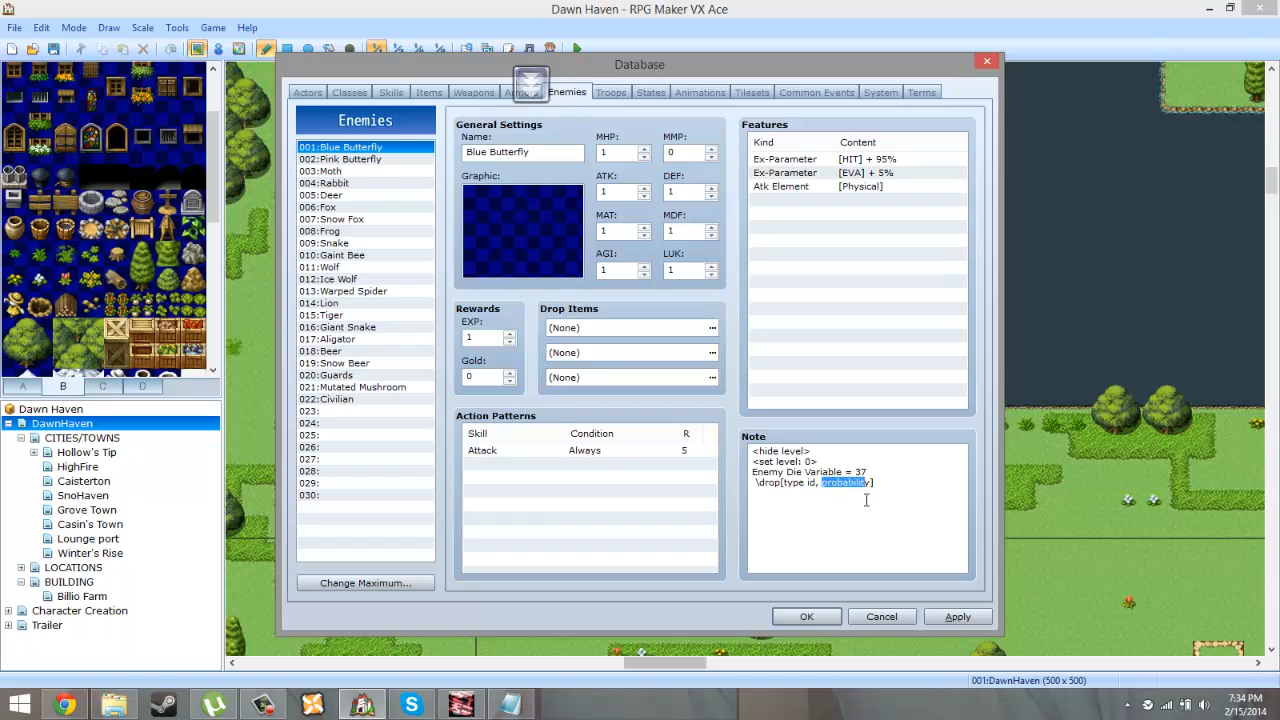 Dawn Haven - RPG Maker VX Ace
File Edit Mode Draw Scale Tools Game Help
Database
Actors Classes Skills Items Weapons Enemies Troops States Animations Tilesets Common Events System Terms
Enemies
001:Blue Butterfly
002:Pink Butterfly
003:Moth
004:Rabbit
005:Deer
006:Fox
007:Snow Fox
008:Frog
009:Snake
010:Gaint Bee
011:Wolf
012:Ice Wolf
013:Warped Spider
014:Lion
015:Tiger
016:Giant Snake
017:Aligator
018:Beer
019:Snow Beer
020:Guards
021:Mutated Mushroom
022:Civilian
023:
024:
025:
026:
027:
028:
029:
030:
Change Maximum...
General Settings
Name:
Blue Butterfly
Graphic:
MHP: MMP:
1 0
ATK: DEF:
1 1
MAT: MDF:
1 1
AGI: LUK:
1 1
Rewards
EXP:
1
Gold:
0
Drop Items
(None) ...
(None) ...
(None) ...
Action Patterns
Skill Condition R
Attack Always 5
Features
Kind Content
Ex-Parameter [HIT] + 95%
Ex-Parameter [EVA] + 5%
Atk Element [Physical]
Note
<hide level>
<set level: 0>
Enemy Die Variable = 37
\drop[type id, probability]
OK Cancel Apply
A B C D
Dawn Haven
DawnHaven
CITIES/TOWNS
Hollow's Tip
HighFire
Caisterton
SnoHaven
Grove Town
Casin's Town
Lounge port
Winter's Rise
LOCATIONS
BUILDING
Billio Farm
Character Creation
Trailer
001:DawnHaven (500 x 500)
7:34 PM
2/15/2014